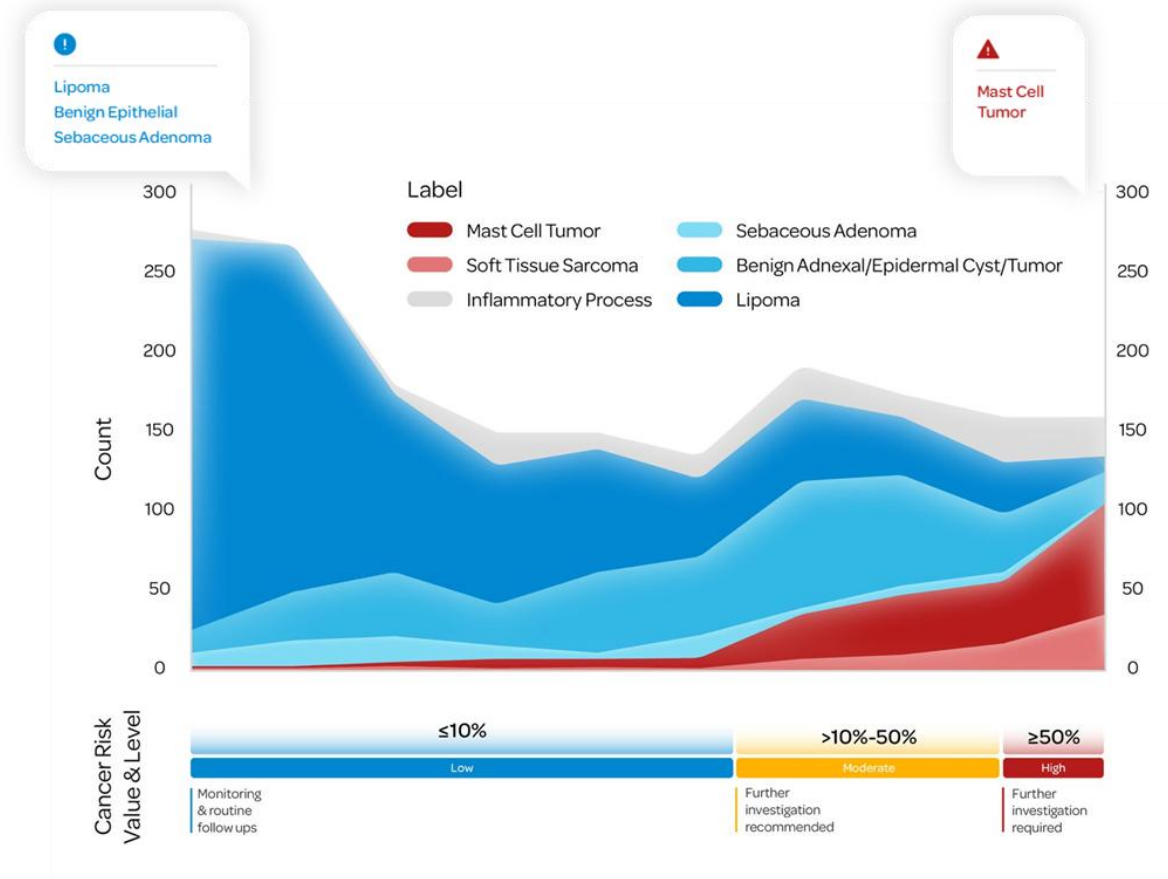 Lipoma
Benign Epithelial
Sebaceous Adenoma
Mast Cell
Tumor
Label
Mast Cell Tumor
Soft Tissue Sarcoma
Inflammatory Process
Sebaceous Adenoma
Benign Adnexal/Epidermal Cyst/Tumor
Lipoma
Count
300
250
200
150
100
50
0
300
250
200
150
100
50
0
Cancer Risk
Value & Level
≤10%
>10%-50%
≥50%
Low
Moderate
High
Monitoring
& routine
follow ups
Further
investigation
recommended
Further
investigation
required